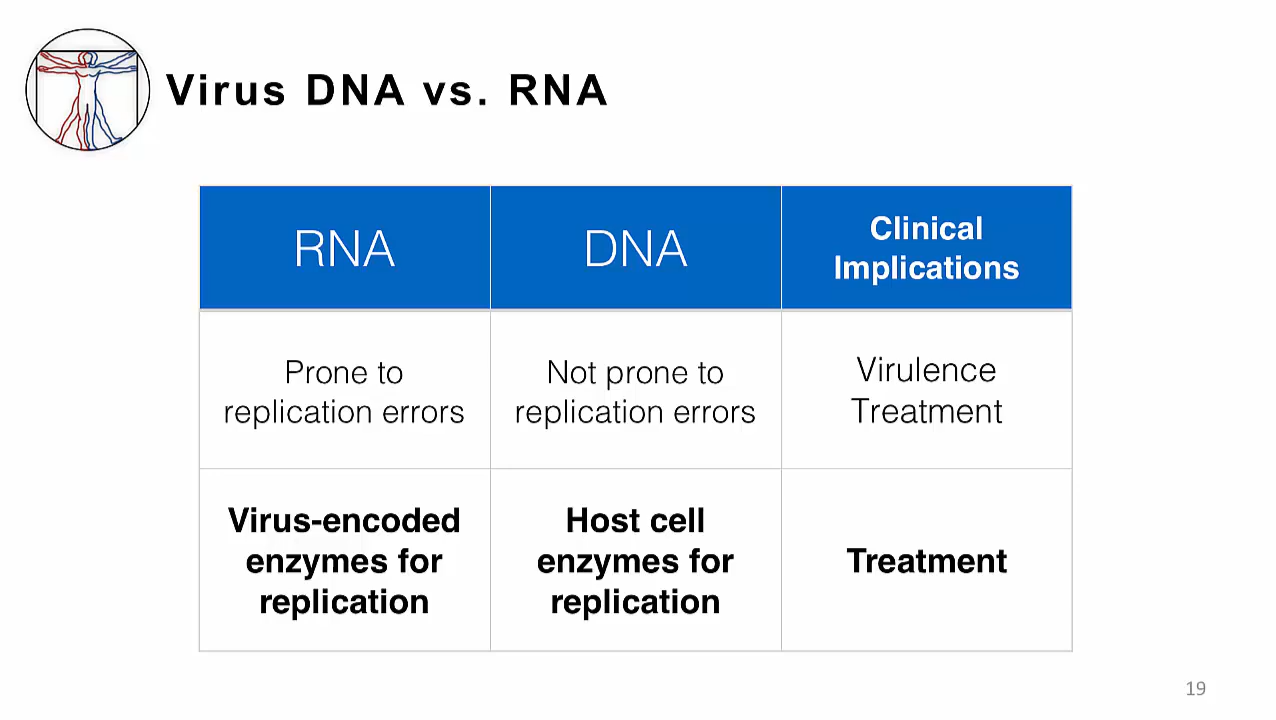 Virus DNA vs. RNA
RNA
DNA
Clinical
Implications
Prone to
replication errors
Not prone to
replication errors
Virulence
Treatment
Virus-encoded
enzymes for
replication
Host cell
enzymes for
replication
Treatment
19